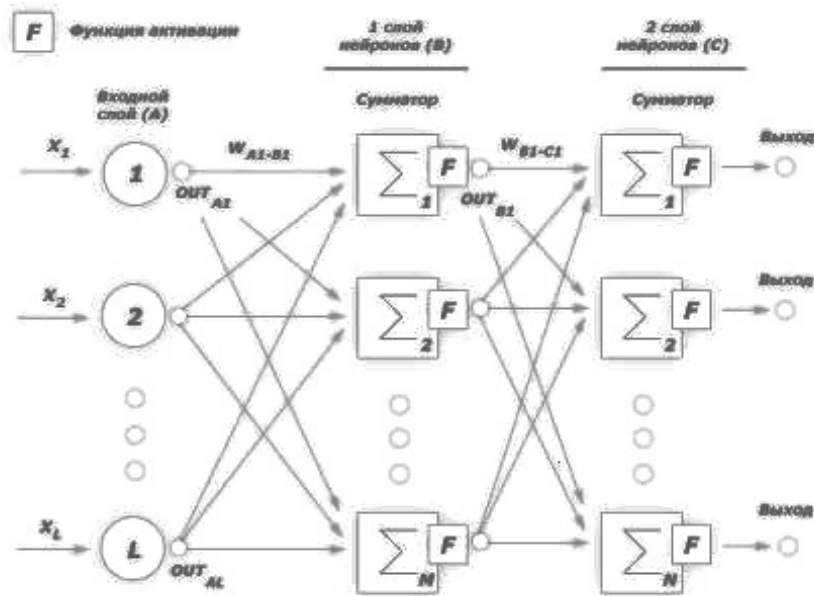 F Функция активации
1 слой
нейронов (B)
2 слой
нейронов (C)
Входной
слой (A)
Сумматор
Сумматор
Выход
X1
1
WA1-B1
Σ F
1
WB1-C1
Σ F
1
OUTA1
OUTB1
Выход
X2
2
Σ F
2
Σ F
2
Выход
XL
L
Σ F
M
Σ F
N
OUTAL